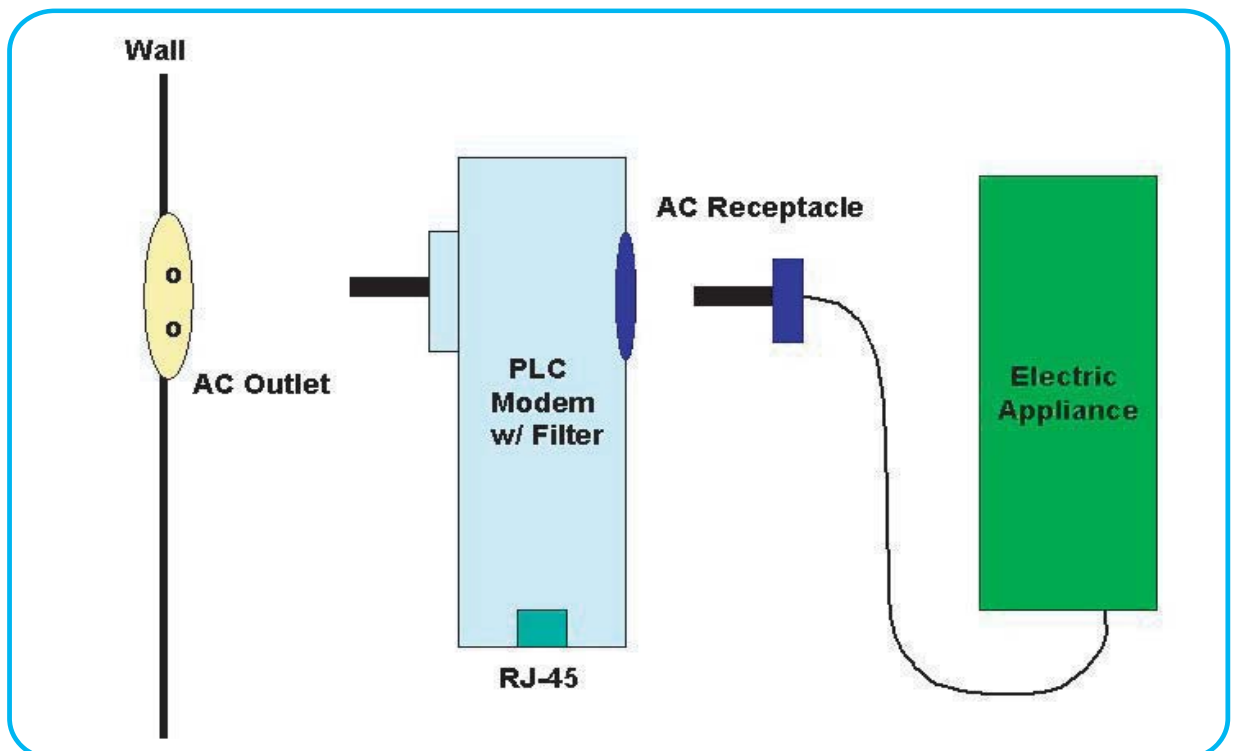 Wall
AC Outlet
PLC
Modem
w/ Filter
RJ-45
AC Receptacle
Electric
Appliance